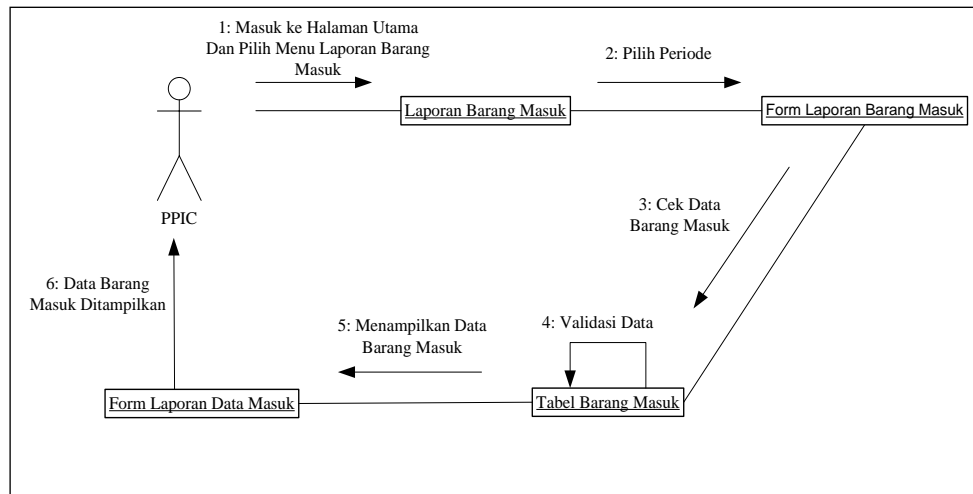 1: Masuk ke Halaman Utama
Dan Pilih Menu Laporan Barang
Masuk
2: Pilih Periode
Laporan Barang Masuk
Form Laporan Barang Masuk
PPIC
3: Cek Data
Barang Masuk
4: Validasi Data
5: Menampilkan Data
Barang Masuk
6: Data Barang
Masuk Ditampilkan
Form Laporan Data Masuk
Tabel Barang Masuk